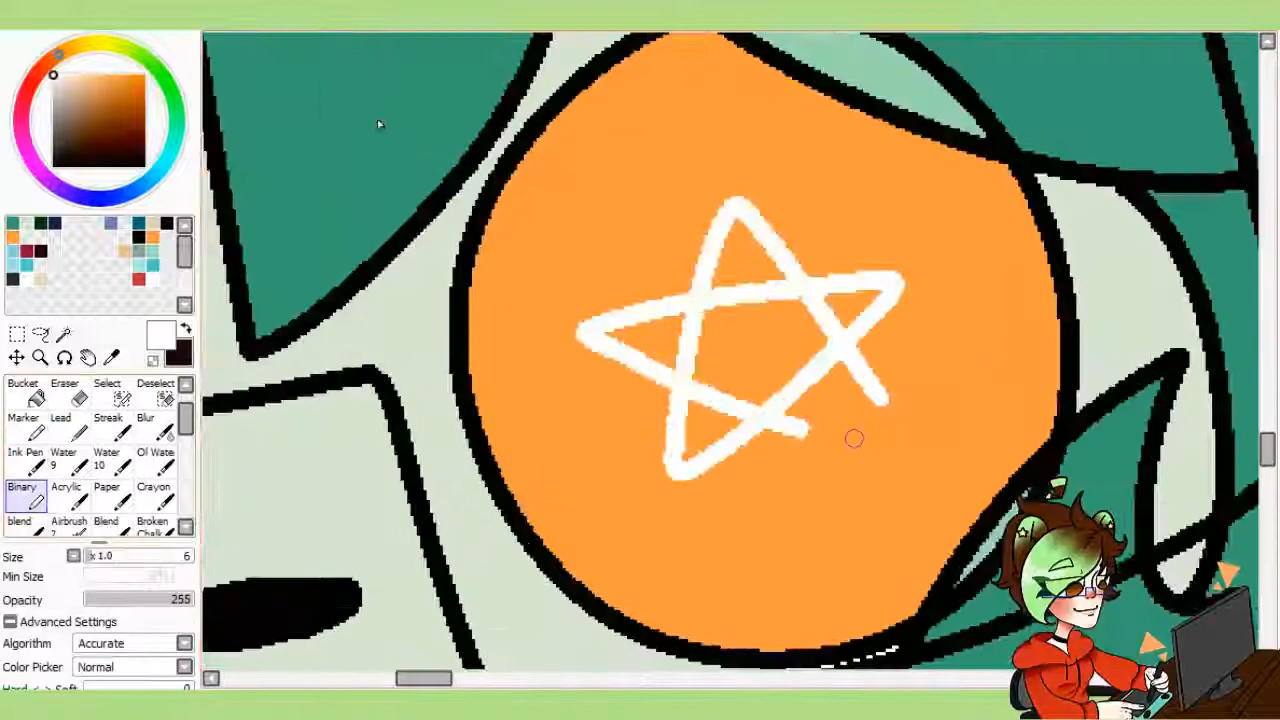 Bucket Eraser Select Deselect
Marker Lead Streak Blur
Ink Pen Water 9 Water 10 Oil Wate
Binary Acrylic Paper Crayon
blend Airbrush 2 Blend Broken Chalk
Size x 1.0 6
Min Size
Opacity 255
Advanced Settings
Algorithm Accurate
Color Picker Normal
Hard <-> Soft 0